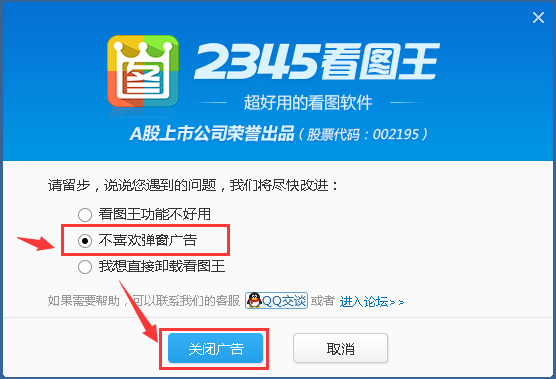 图
2345看图王
超好用的看图软件
A股上市公司荣誉出品（股票代码：002195）
请留步，说说您遇到的问题，我们将尽快改进：
看图王功能不好用
不喜欢弹窗广告
我想直接卸载看图王
如果需要帮助，可以联系我们的客服 QQ交谈 或者 进入论坛>>
关闭广告 取消